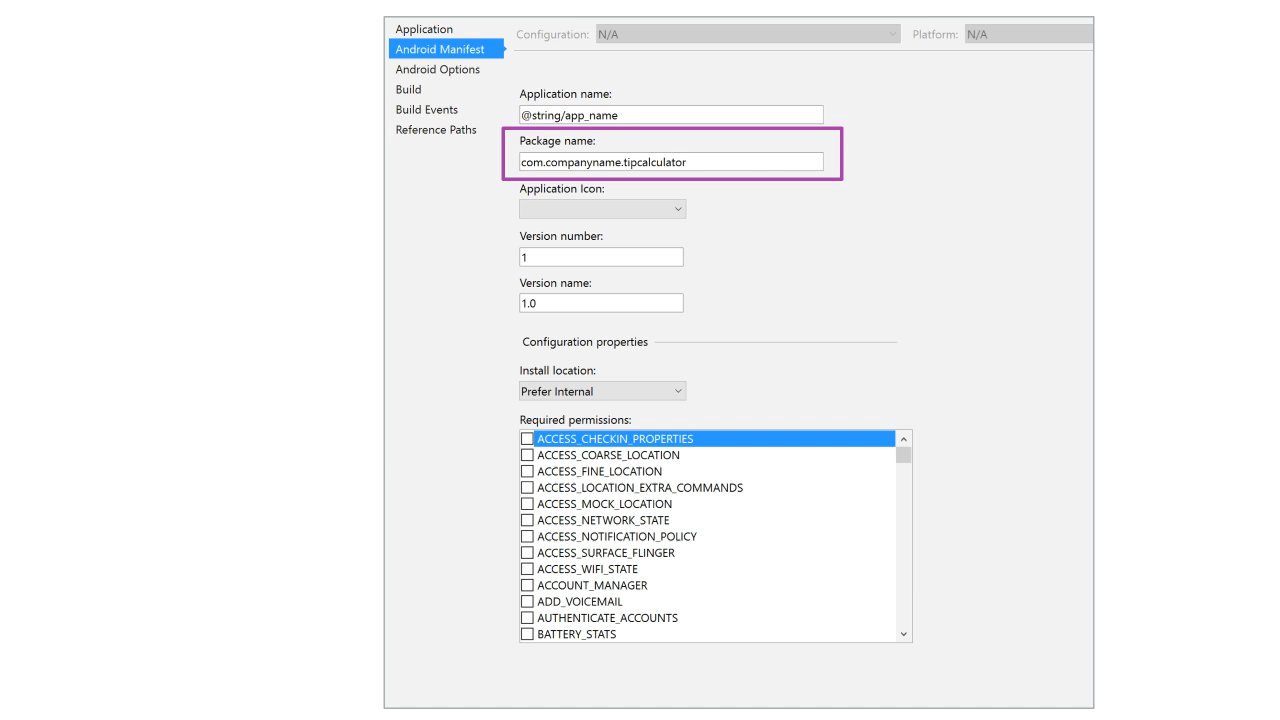 Application
Android Manifest
Android Options
Build
Build Events
Reference Paths
Configuration: N/A Platform: N/A
Application name:
@string/app_name
Package name:
com.companyname.tipcalculator
Application Icon:
Version number:
1
Version name:
1.0
Configuration properties
Install location:
Prefer Internal
Required permissions:
ACCESS_CHECKIN_PROPERTIES
ACCESS_COARSE_LOCATION
ACCESS_FINE_LOCATION
ACCESS_LOCATION_EXTRA_COMMANDS
ACCESS_MOCK_LOCATION
ACCESS_NETWORK_STATE
ACCESS_NOTIFICATION_POLICY
ACCESS_SURFACE_FLINGER
ACCESS_WIFI_STATE
ACCOUNT_MANAGER
ADD_VOICEMAIL
AUTHENTICATE_ACCOUNTS
BATTERY_STATS